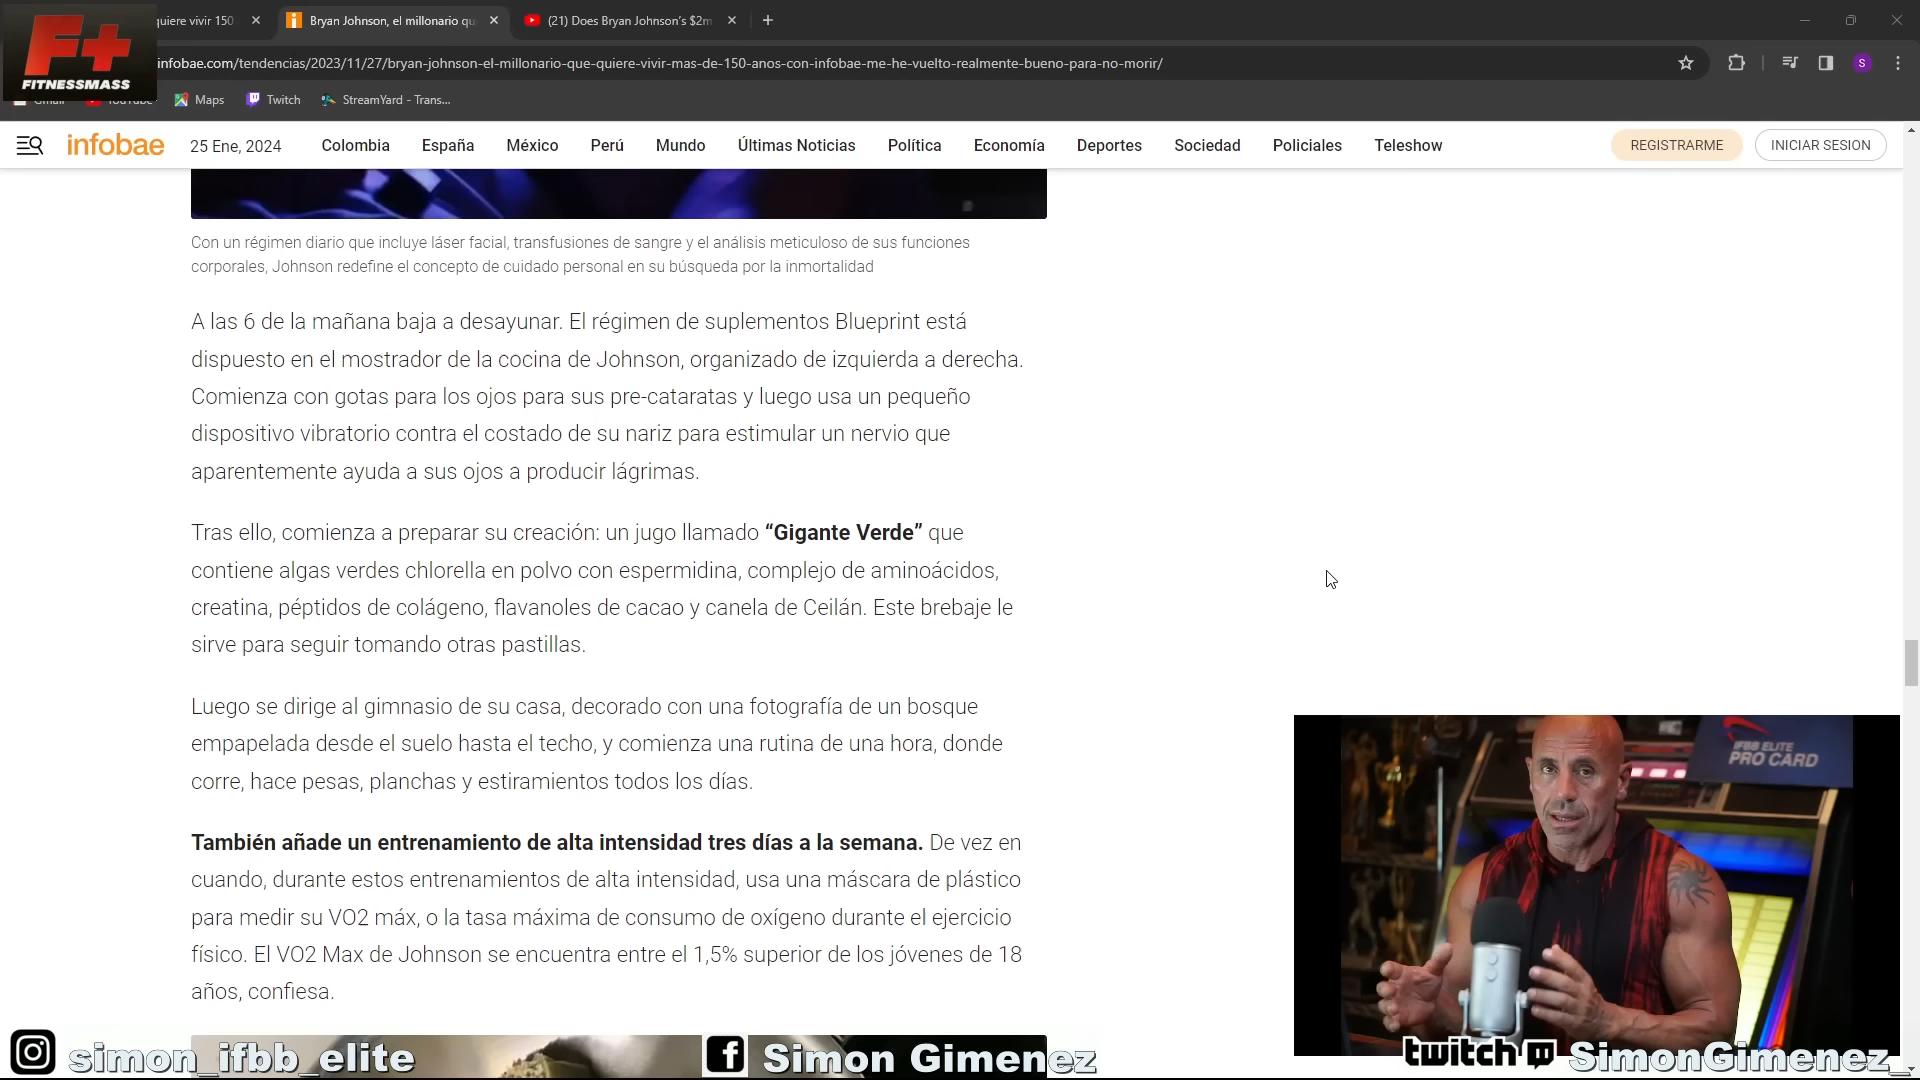 quiere vivir 150
Bryan Johnson, el millonario qu
(21) Does Bryan Johnson's $2m
F+
FITNESSMASS
infobae.com/tendencias/2023/11/27/bryan-johnson-el-millonario-que-quiere-vivir-mas-de-150-anos-con-infobae-me-he-vuelto-realmente-bueno-para-no-morir/
S
Gmail
YouTube
Maps
Twitch
StreamYard - Trans...
infobae
25 Ene, 2024
Colombia
España
México
Perú
Mundo
Últimas Noticias
Política
Economía
Deportes
Sociedad
Policiales
Teleshow
REGISTRARME
INICIAR SESION
Con un régimen diario que incluye láser facial, transfusiones de sangre y el análisis meticuloso de sus funciones
corporales, Johnson redefine el concepto de cuidado personal en su búsqueda por la inmortalidad
A las 6 de la mañana baja a desayunar. El régimen de suplementos Blueprint está
dispuesto en el mostrador de la cocina de Johnson, organizado de izquierda a derecha.
Comienza con gotas para los ojos para sus pre-cataratas y luego usa un pequeño
dispositivo vibratorio contra el costado de su nariz para estimular un nervio que
aparentemente ayuda a sus ojos a producir lágrimas.
Tras ello, comienza a preparar su creación: un jugo llamado “Gigante Verde” que
contiene algas verdes chlorella en polvo con espermidina, complejo de aminoácidos,
creatina, péptidos de colágeno, flavanoles de cacao y canela de Ceilán. Este brebaje le
sirve para seguir tomando otras pastillas.
Luego se dirige al gimnasio de su casa, decorado con una fotografía de un bosque
empapelada desde el suelo hasta el techo, y comienza una rutina de una hora, donde
corre, hace pesas, planchas y estiramientos todos los días.
También añade un entrenamiento de alta intensidad tres días a la semana. De vez en
cuando, durante estos entrenamientos de alta intensidad, usa una máscara de plástico
para medir su VO2 máx, o la tasa máxima de consumo de oxígeno durante el ejercicio
físico. El VO2 Max de Johnson se encuentra entre el 1,5% superior de los jóvenes de 18
años, confiesa.
IFBB ELITE
PRO CARD
simon_ifbb_elite
Simon Gimenez
twitch
SimonGimenez_